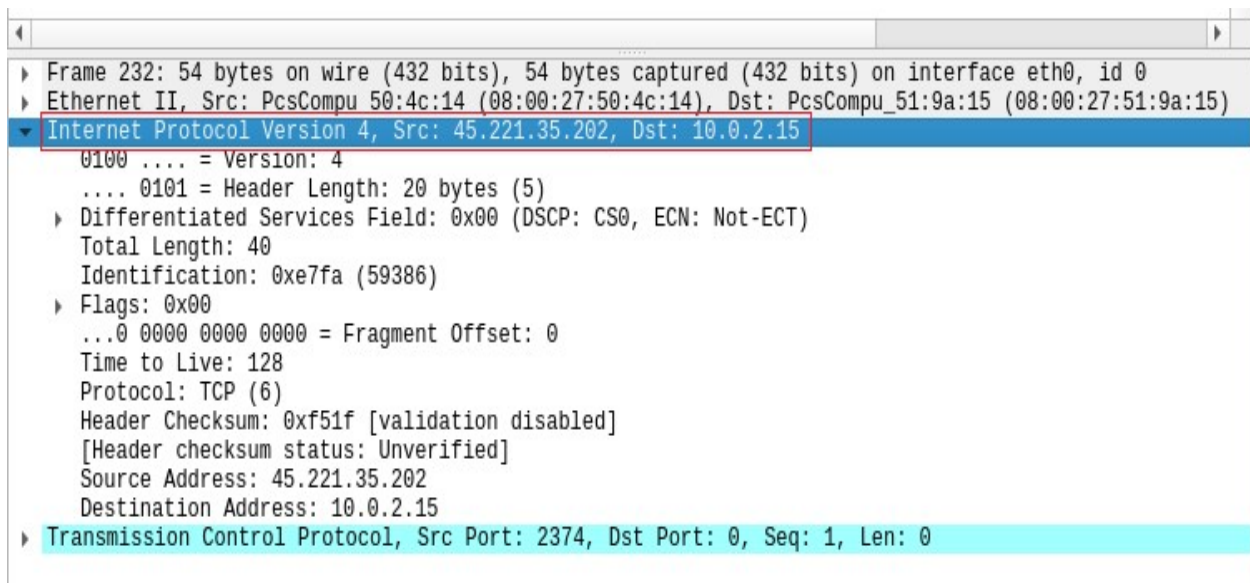 Frame 232: 54 bytes on wire (432 bits), 54 bytes captured (432 bits) on interface eth0, id 0
Ethernet II, Src: PcsCompu 50:4c:14 (08:00:27:50:4c:14), Dst: PcsCompu_51:9a:15 (08:00:27:51:9a:15)
Internet Protocol Version 4, Src: 45.221.35.202, Dst: 10.0.2.15
0100 .... = Version: 4
.... 0101 = Header Length: 20 bytes (5)
Differentiated Services Field: 0x00 (DSCP: CS0, ECN: Not-ECT)
Total Length: 40
Identification: 0xe7fa (59386)
Flags: 0x00
...0 0000 0000 0000 = Fragment Offset: 0
Time to Live: 128
Protocol: TCP (6)
Header Checksum: 0xf51f [validation disabled]
[Header checksum status: Unverified]
Source Address: 45.221.35.202
Destination Address: 10.0.2.15
Transmission Control Protocol, Src Port: 2374, Dst Port: 0, Seq: 1, Len: 0